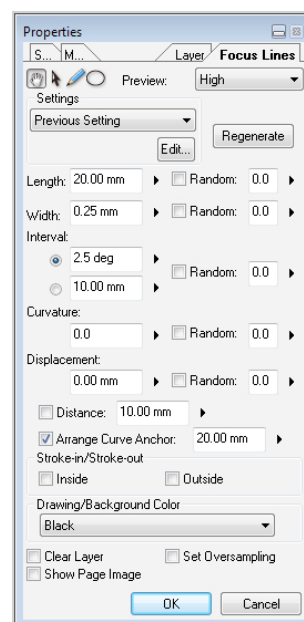 Properties
S... M... Layer Focus Lines
Preview: High
Settings
Previous Setting
Edit...
Regenerate
Length: 20.00 mm Random: 0.0
Width: 0.25 mm Random: 0.0
Interval:
2.5 deg
Random: 0.0
10.00 mm
Curvature:
0.0 Random: 0.0
Displacement:
0.00 mm Random: 0.0
Distance: 10.00 mm
Arrange Curve Anchor: 20.00 mm
Stroke-in/Stroke-out
Inside Outside
Drawing/Background Color
Black
Clear Layer Set Oversampling
Show Page Image
OK Cancel